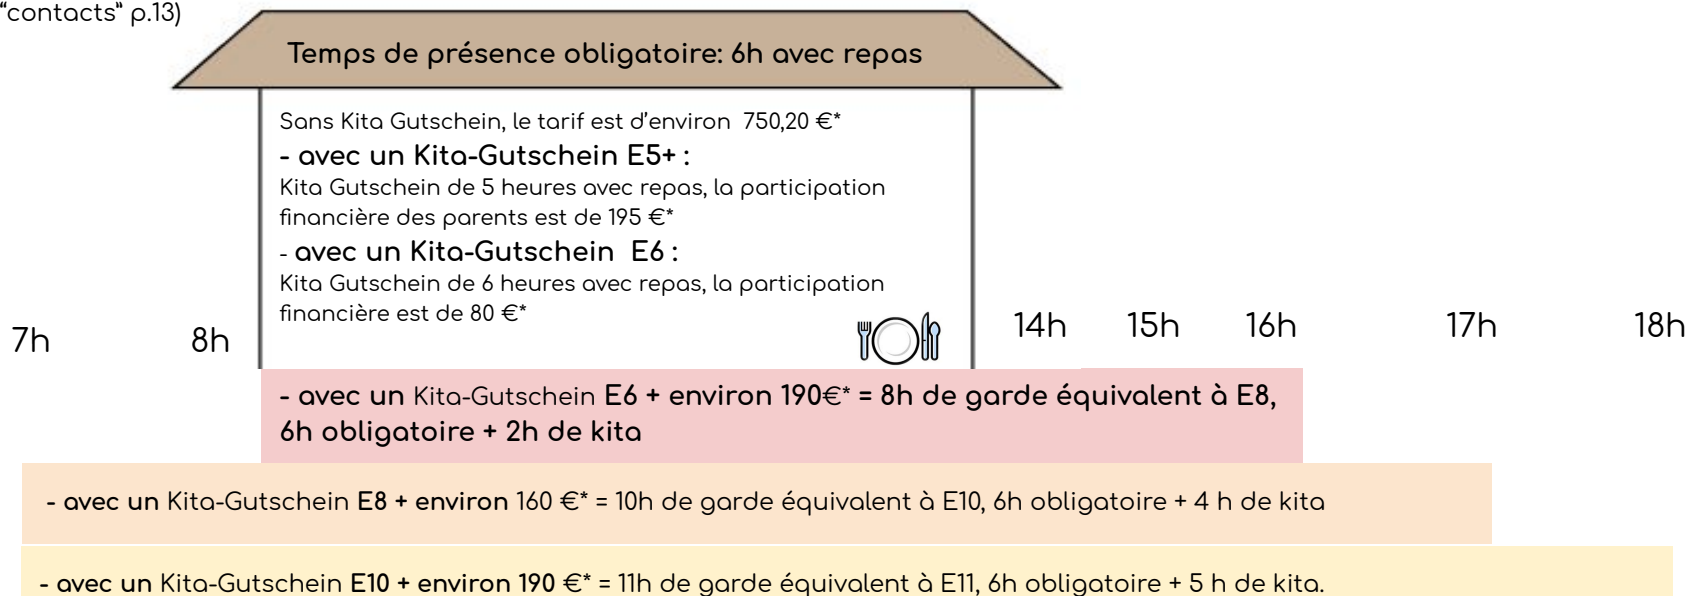 “contacts” p.13)
Temps de présence obligatoire: 6h avec repas
Sans Kita Gutschein, le tarif est d’environ 750,20 €*
- avec un Kita-Gutschein E5+ :
Kita Gutschein de 5 heures avec repas, la participation
financière des parents est de 195 €*
- avec un Kita-Gutschein E6 :
Kita Gutschein de 6 heures avec repas, la participation
financière est de 80 €*
7h 8h 14h 15h 16h 17h 18h
- avec un Kita-Gutschein E6 + environ 190€* = 8h de garde équivalent à E8,
6h obligatoire + 2h de kita
- avec un Kita-Gutschein E8 + environ 160 €* = 10h de garde équivalent à E10, 6h obligatoire + 4 h de kita
- avec un Kita-Gutschein E10 + environ 190 €* = 11h de garde équivalent à E11, 6h obligatoire + 5 h de kita.